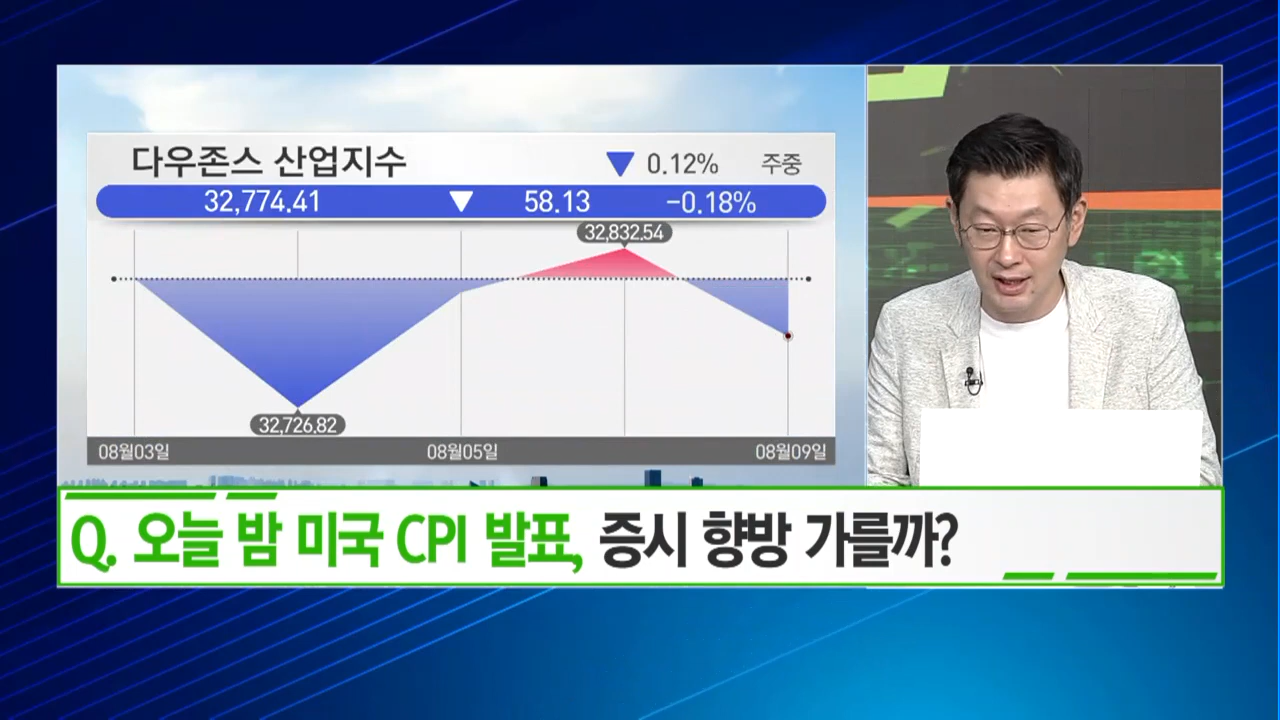 다우존스 산업지수 ▼ 0.12% 주중
32,774.41 ▼ 58.13 -0.18%
32,832.54
32,726.82
08월03일 08월05일 08월09일
Q. 오늘 밤 미국 CPI 발표, 증시 향방 가를까?